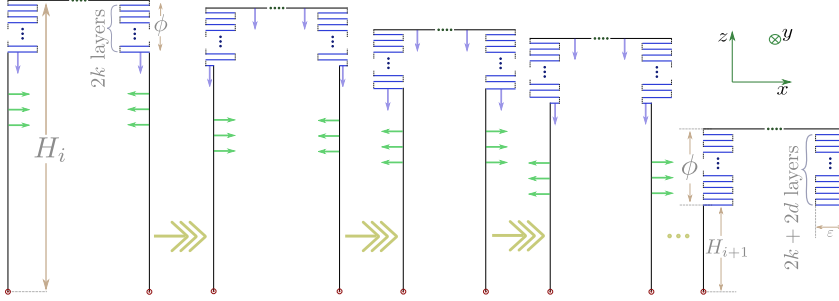 2k layers
ϕ
H_i
z
y
x
ϕ
2k + 2d layers
H_{i+1}
ε